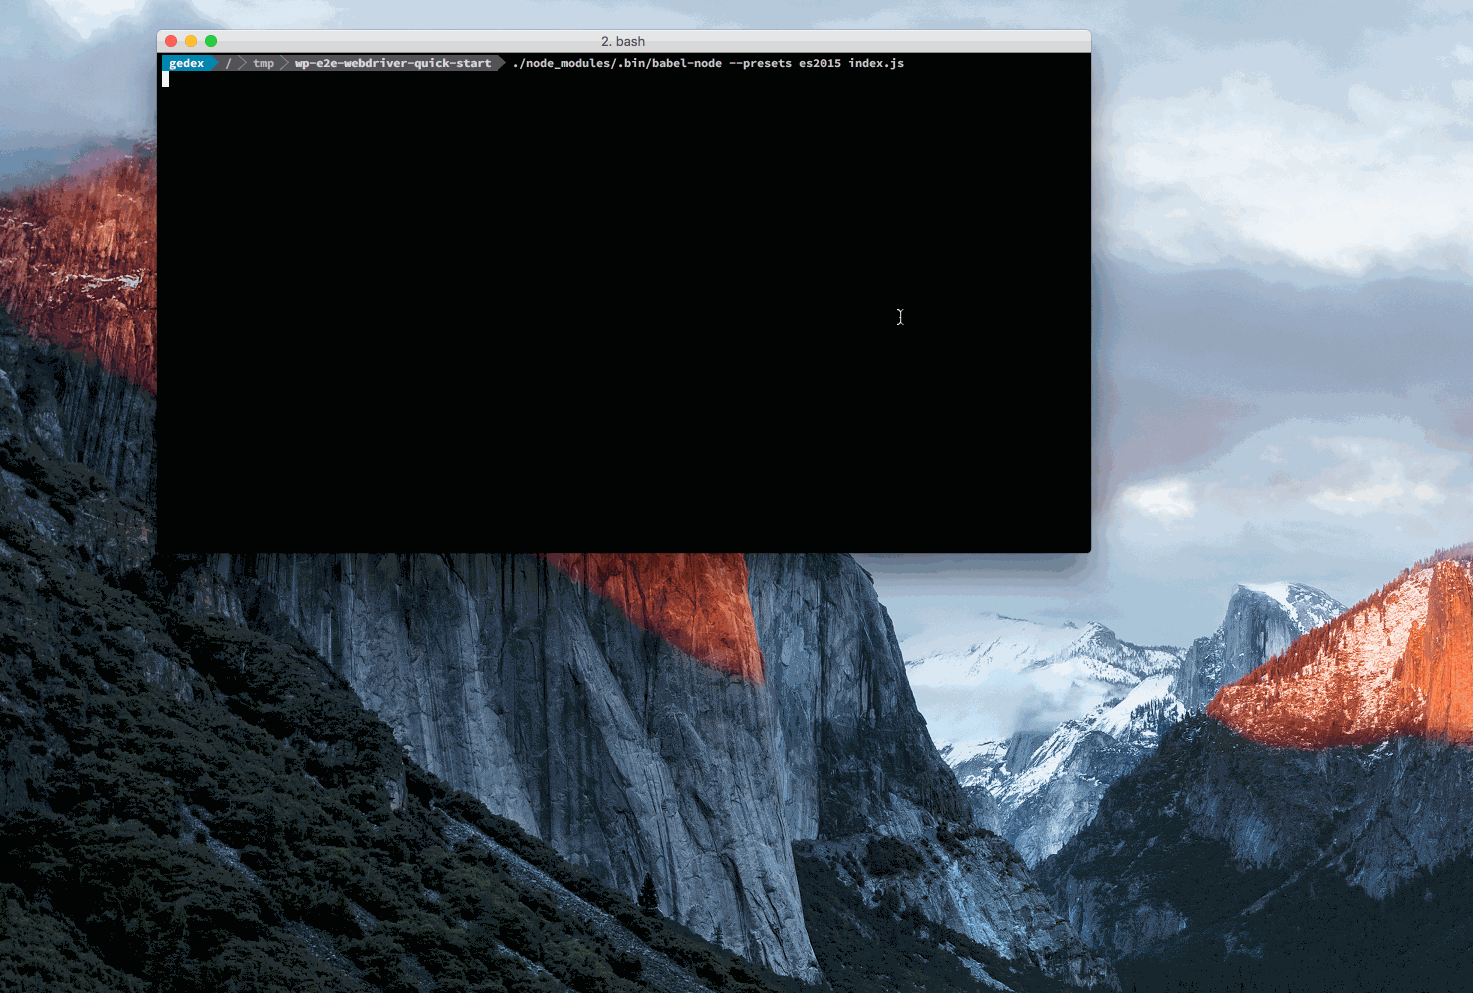 2. bash
gedex / tmp wp-e2e-webdriver-quick-start ./node_modules/.bin/babel-node --presets es2015 index.js